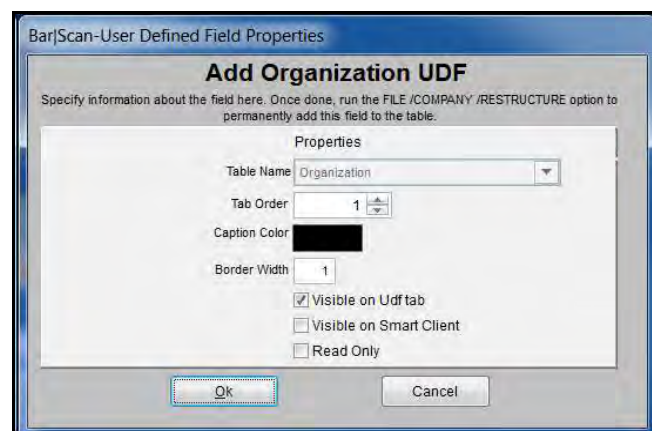 Bar|Scan-User Defined Field Properties
Add Organization UDF
Specify information about the field here. Once done, run the FILE /COMPANY /RESTRUCTURE option to
permanently add this field to the table.
Properties
Table Name Organization
Tab Order 1
Caption Color
Border Width 1
Visible on Udf tab
Visible on Smart Client
Read Only
Ok Cancel